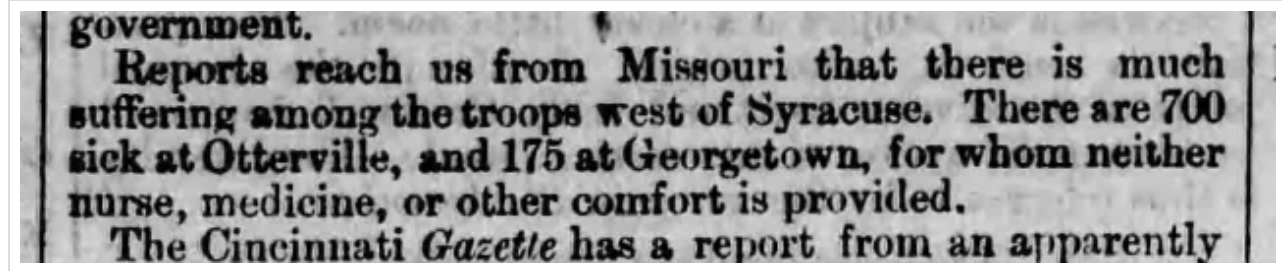 government.
Reports reach us from Missouri that there is much
suffering among the troops west of Syracuse. There are 700
sick at Otterville, and 175 at Georgetown, for whom neither
nurse, medicine, or other comfort is provided.
The Cincinnati Gazette has a report from an apparently